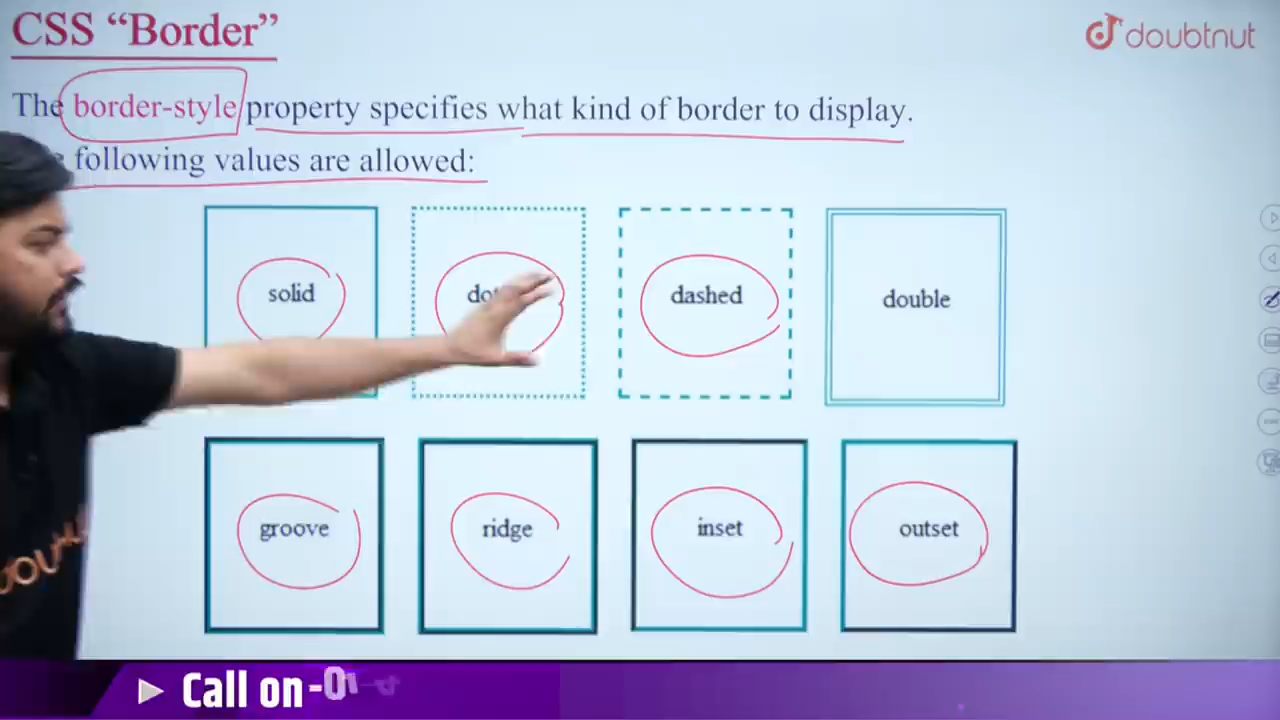 CSS “Border”
doubtnut
The border-style property specifies what kind of border to display.
following values are allowed:
solid
dashed
double
groove
ridge
inset
outset
Call on